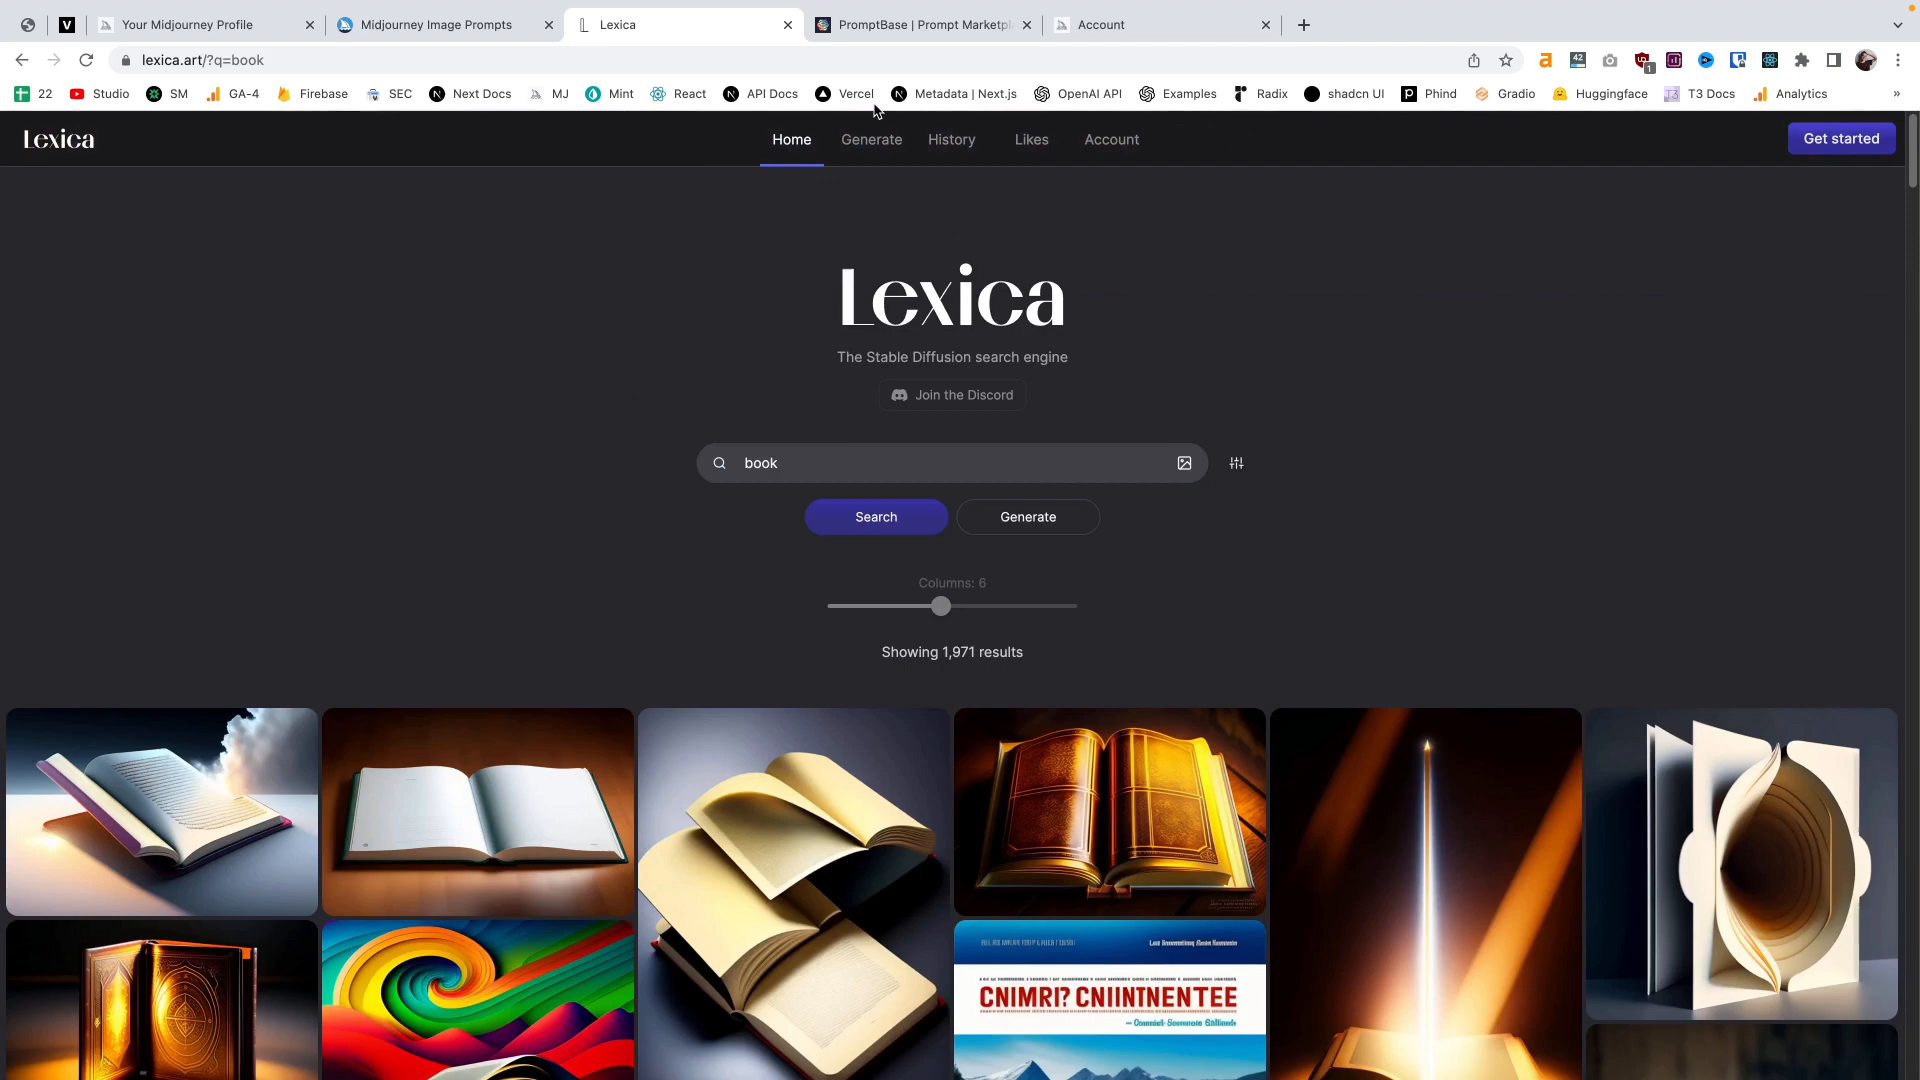 Your Midjourney Profile
Midjourney Image Prompts
Lexica
PromptBase | Prompt Marketpl
Account
lexica.art/?q=book
42
1
22
Studio
SM
GA-4
Firebase
SEC
Next Docs
MJ
Mint
React
API Docs
Vercel
Metadata | Next.js
OpenAI API
Examples
Radix
shadcn UI
Phind
Gradio
Huggingface
T3 Docs
Analytics
»
Lexica
Home
Generate
History
Likes
Account
Get started
Lexica
The Stable Diffusion search engine
Join the Discord
book
Search
Generate
Columns: 6
Showing 1,971 results
CNIMRI? CNIINTNENTEE